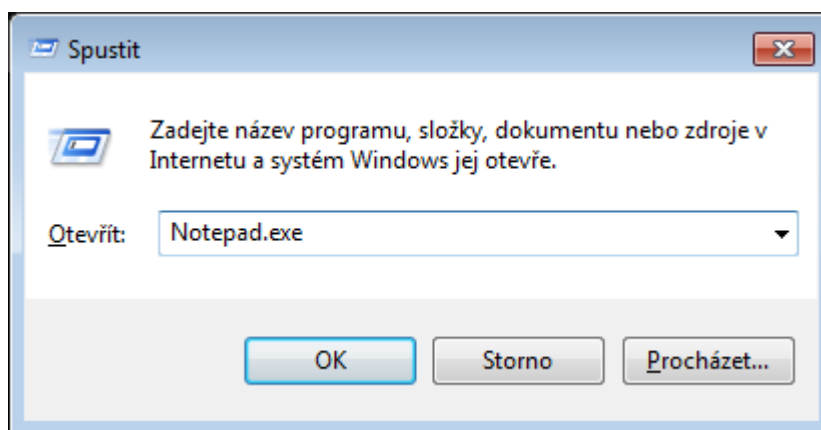 Spustit
Zadejte název programu, složky, dokumentu nebo zdroje v
Internetu a systém Windows jej otevře.
Otevřít: Notepad.exe
OK Storno Procházet...